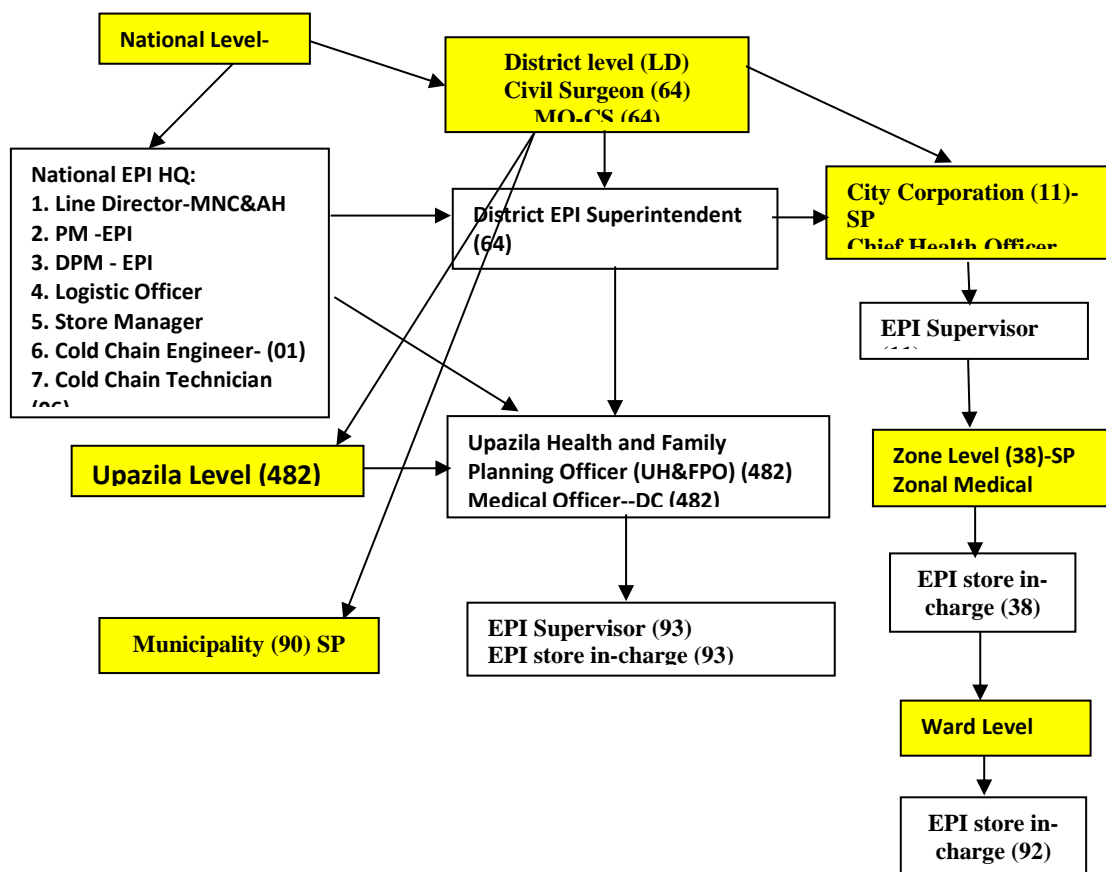 National Level-
District level (LD)
Civil Surgeon (64)
MO-CS (64)
National EPI HQ:
1. Line Director-MNC&AH
2. PM -EPI
3. DPM - EPI
4. Logistic Officer
5. Store Manager
6. Cold Chain Engineer- (01)
7. Cold Chain Technician
(06)
District EPI Superintendent
(64)
City Corporation (11)-
SP
Chief Health Officer
EPI Supervisor
(11)
Upazila Level (482)
Upazila Health and Family
Planning Officer (UH&FPO) (482)
Medical Officer--DC (482)
Zone Level (38)-SP
Zonal Medical
EPI store in-
charge (38)
Municipality (90) SP
EPI Supervisor (93)
EPI store in-charge (93)
Ward Level
EPI store in-
charge (92)